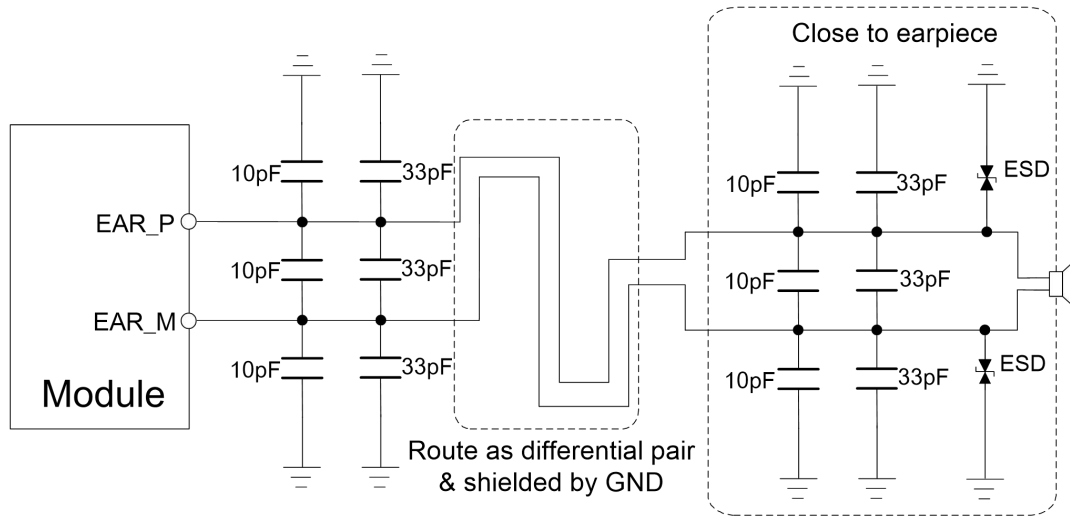 Close to earpiece
10pF
33pF
10pF
33pF
ESD
EAR_P
10pF
33pF
10pF
33pF
EAR_M
10pF
33pF
10pF
33pF
ESD
Module
Route as differential pair
& shielded by GND